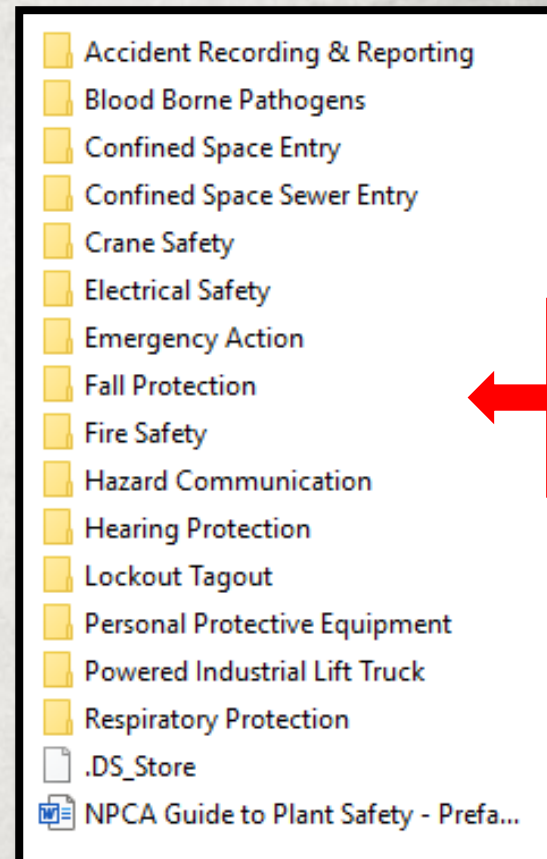 Accident Recording & Reporting
Blood Borne Pathogens
Confined Space Entry
Confined Space Sewer Entry
Crane Safety
Electrical Safety
Emergency Action
Fall Protection
Fire Safety
Hazard Communication
Hearing Protection
Lockout Tagout
Personal Protective Equipment
Powered Industrial Lift Truck
Respiratory Protection
.DS_Store
NPCA Guide to Plant Safety - Prefa...